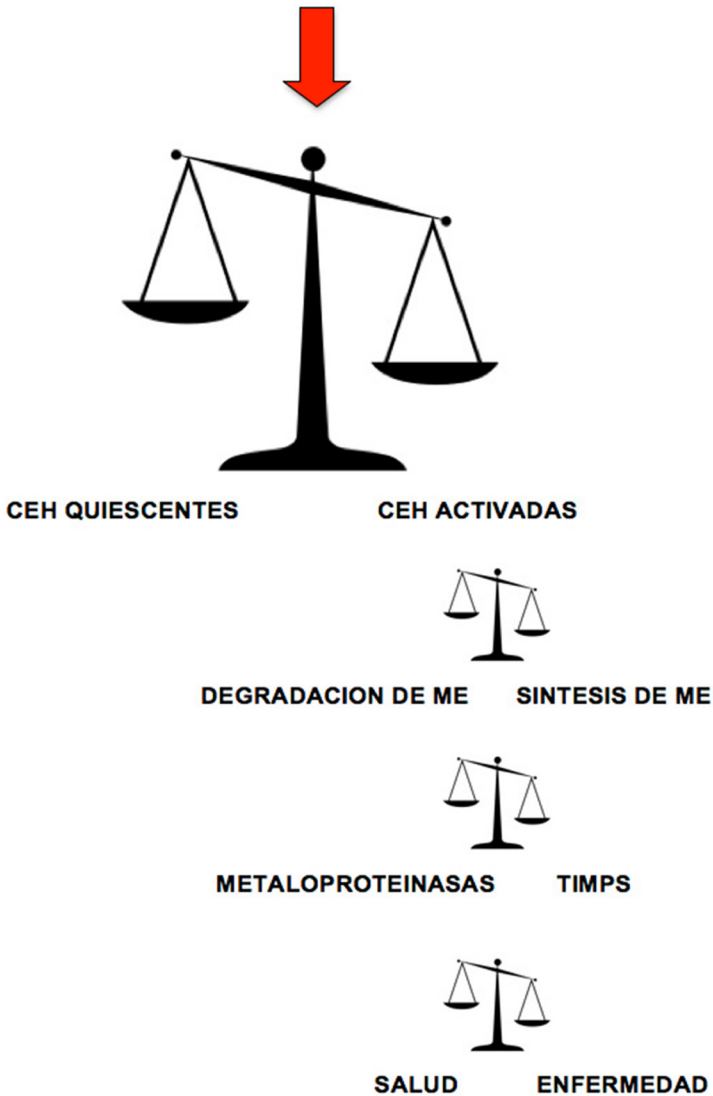 CEH QUIESCENTES CEH ACTIVADAS
DEGRADACION DE ME SINTESIS DE ME
METALOPROTEINASAS TIMPS
SALUD ENFERMEDAD